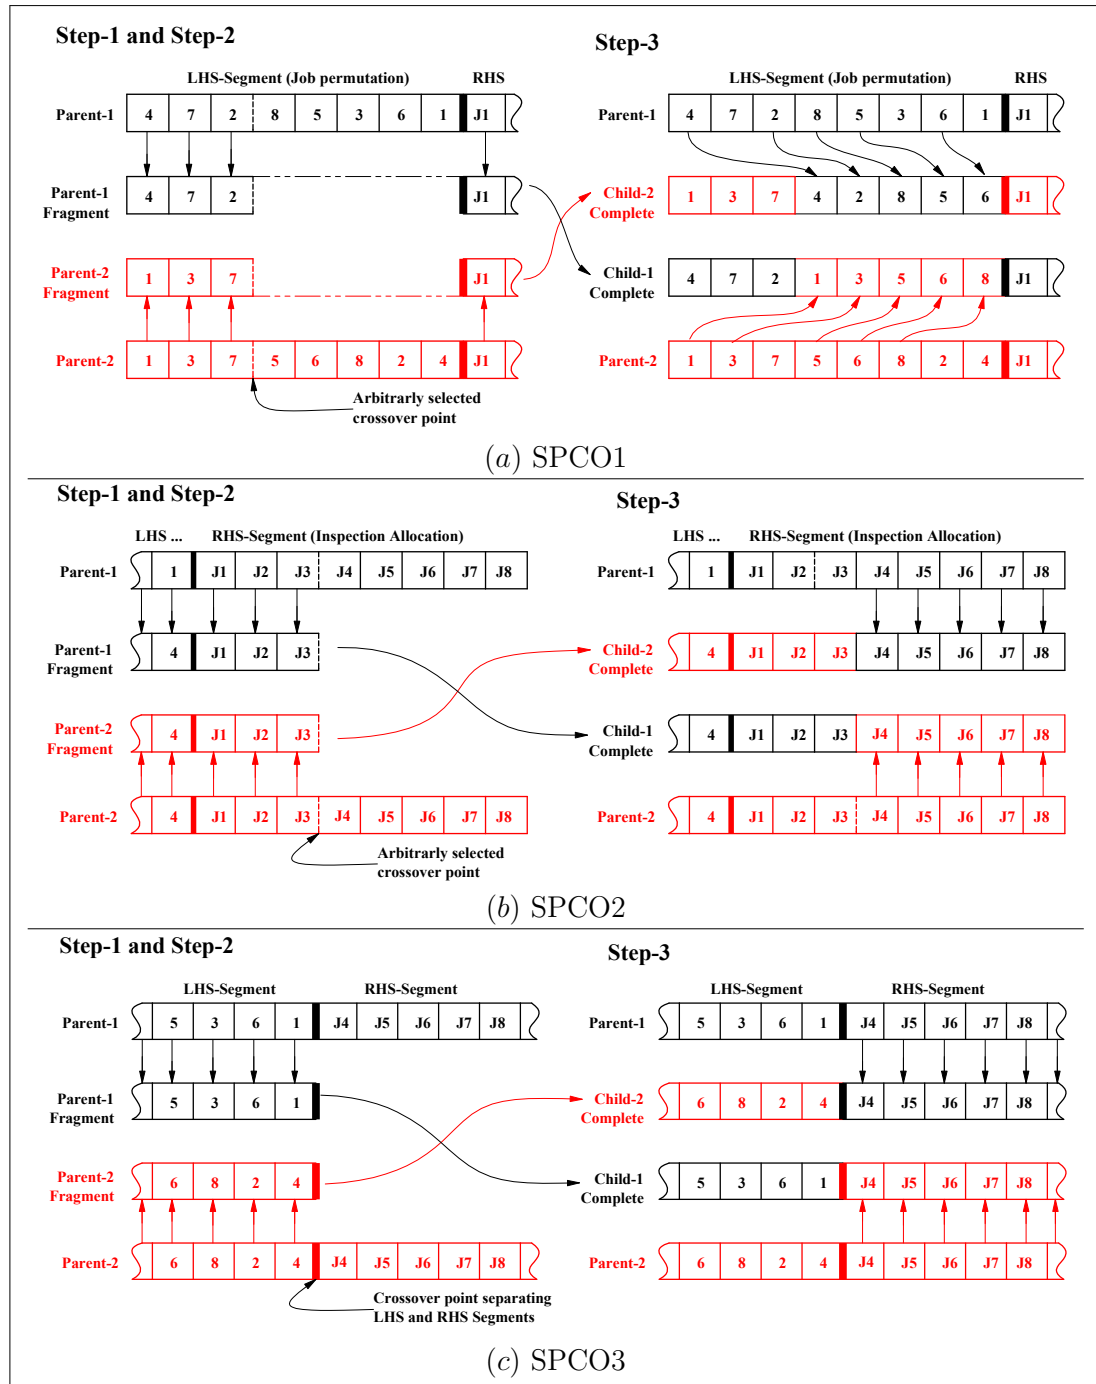 Step-1 and Step-2
Step-3
LHS-Segment (Job permutation) RHS
LHS-Segment (Job permutation) RHS
Parent-1 4 7 2 8 5 3 6 1 J1
Parent-1 4 7 2 8 5 3 6 1 J1
Parent-1
Fragment
4 7 2 J1
Child-2
Complete
1 3 7 4 2 8 5 6 J1
Parent-2
Fragment
1 3 7 J1
Child-1
Complete
4 7 2 1 3 5 6 8 J1
Parent-2 1 3 7 5 6 8 2 4 J1
Parent-2 1 3 7 5 6 8 2 4 J1
Arbitrarly selected
crossover point
(a) SPCO1
Step-1 and Step-2
Step-3
LHS ... RHS-Segment (Inspection Allocation)
LHS ... RHS-Segment (Inspection Allocation)
Parent-1 1 J1 J2 J3 J4 J5 J6 J7 J8
Parent-1 1 J1 J2 J3 J4 J5 J6 J7 J8
Parent-1
Fragment
4 J1 J2 J3
Child-2
Complete
4 J1 J2 J3 J4 J5 J6 J7 J8
Parent-2
Fragment
4 J1 J2 J3
Child-1
Complete
4 J1 J2 J3 J4 J5 J6 J7 J8
Parent-2 4 J1 J2 J3 J4 J5 J6 J7 J8
Parent-2 4 J1 J2 J3 J4 J5 J6 J7 J8
Arbitrarly selected
crossover point
(b) SPCO2
Step-1 and Step-2
Step-3
LHS-Segment RHS-Segment
LHS-Segment RHS-Segment
Parent-1 5 3 6 1 J4 J5 J6 J7 J8
Parent-1 5 3 6 1 J4 J5 J6 J7 J8
Parent-1
Fragment
5 3 6 1
Child-2
Complete
6 8 2 4 J4 J5 J6 J7 J8
Parent-2
Fragment
6 8 2 4
Child-1
Complete
5 3 6 1 J4 J5 J6 J7 J8
Parent-2 6 8 2 4 J4 J5 J6 J7 J8
Parent-2 6 8 2 4 J4 J5 J6 J7 J8
Crossover point separating
LHS and RHS Segments
(c) SPCO3